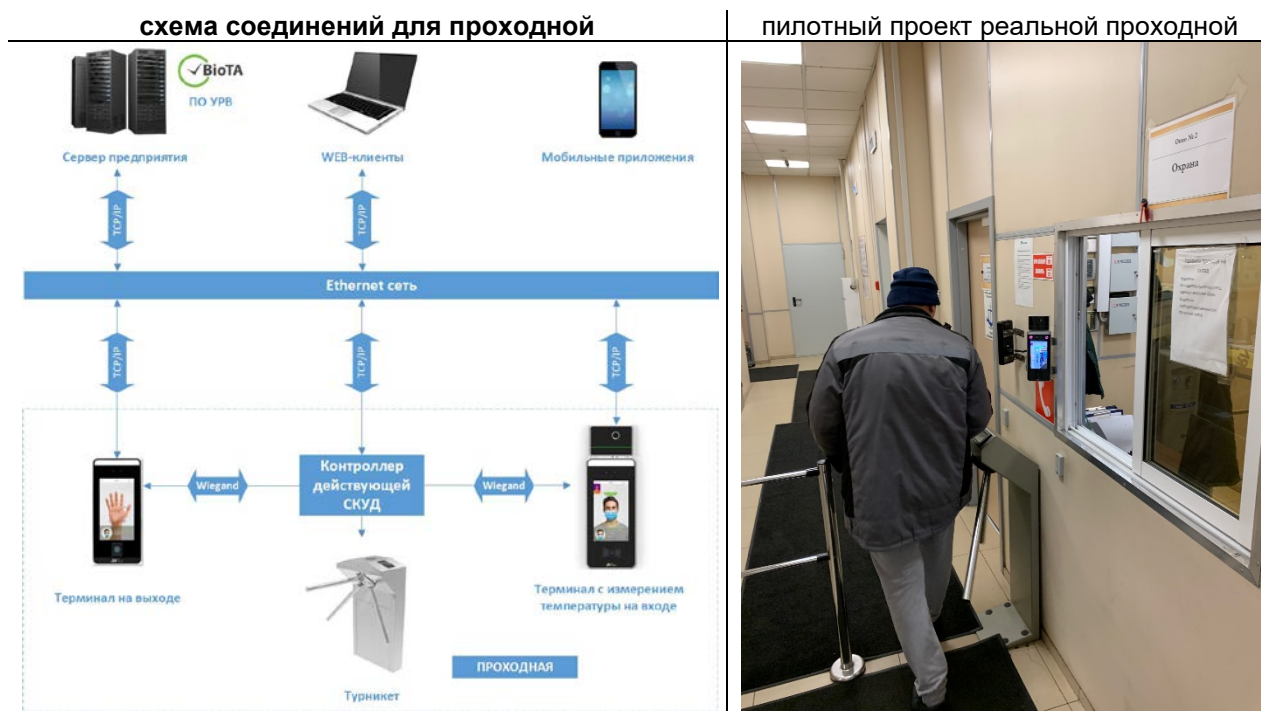 схема соединений для проходной
пилотный проект реальной проходной
BioTA
ПО УРВ
Сервер предприятия
WEB-клиенты
Мобильные приложения
TCP/IP
TCP/IP
Ethernet сеть
TCP/IP
TCP/IP
TCP/IP
Wiegand
Контроллер
действующей
СКУД
Wiegand
Терминал на выходе
Терминал с измерением
температуры на входе
ПРОХОДНАЯ
Турникет
Окно №2
Охрана